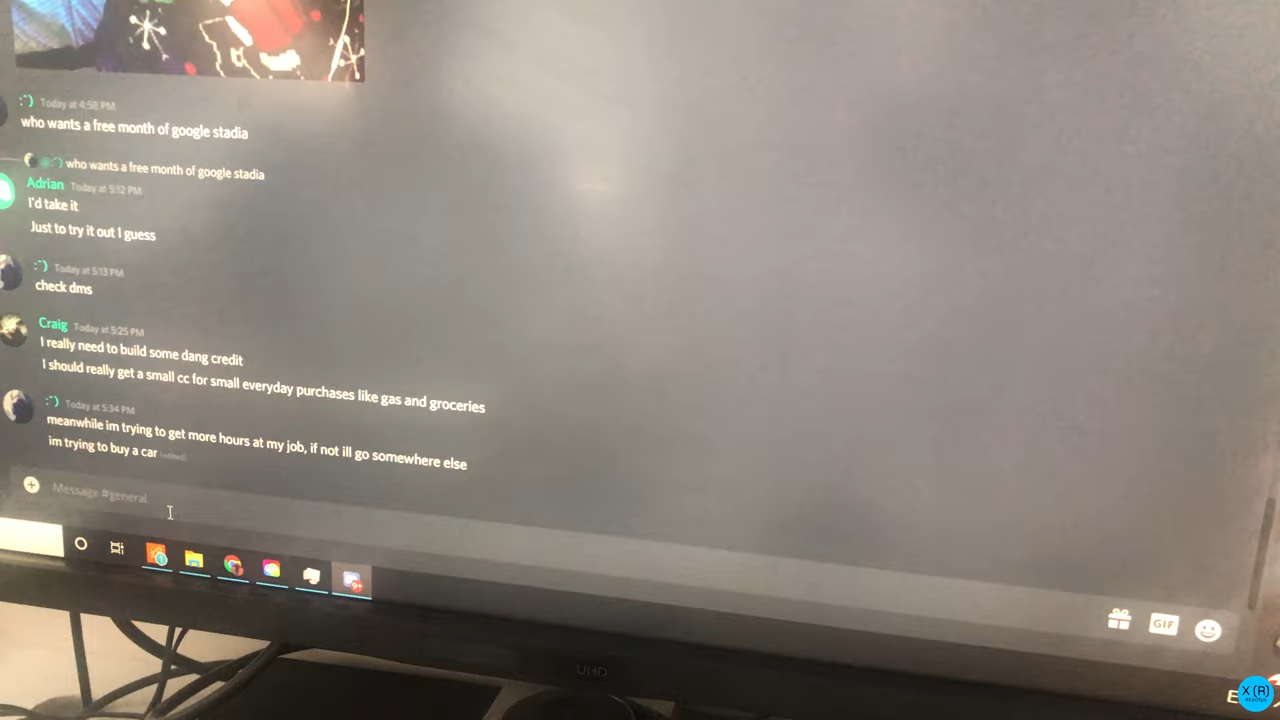 :') Today at 4:58 PM
who wants a free month of google stadia
@:') who wants a free month of google stadia
Adrian Today at 5:12 PM
I'd take it
Just to try it out I guess
:') Today at 5:13 PM
check dms
Craig Today at 5:25 PM
I really need to build some dang credit
I should really get a small cc for small everyday purchases like gas and groceries
:') Today at 5:34 PM
meanwhile im trying to get more hours at my job, if not ill go somewhere else
im trying to buy a car (edited)
Message #general
9+
GIF
UHD
X (R)